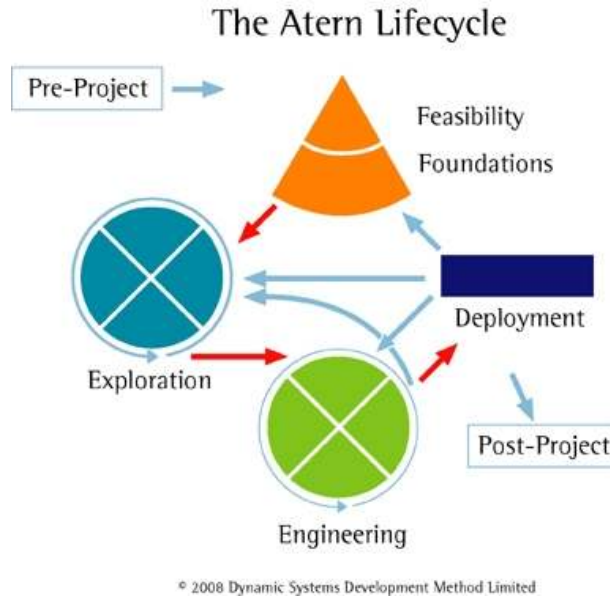 The Atern Lifecycle
Pre-Project
Feasibility
Foundations
Deployment
Exploration
Post-Project
Engineering
© 2008 Dynamic Systems Development Method Limited